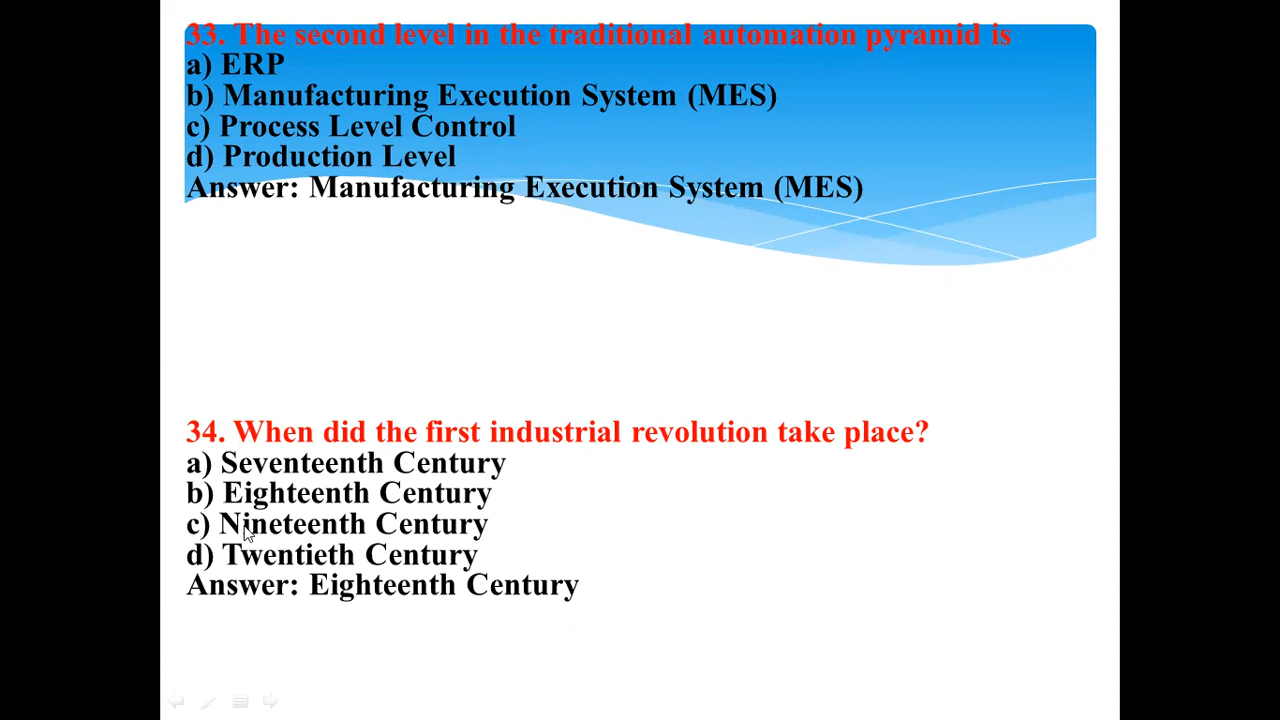 33. The second level in the traditional automation pyramid is
a) ERP
b) Manufacturing Execution System (MES)
c) Process Level Control
d) Production Level
Answer: Manufacturing Execution System (MES)
34. When did the first industrial revolution take place?
a) Seventeenth Century
b) Eighteenth Century
c) Nineteenth Century
d) Twentieth Century
Answer: Eighteenth Century